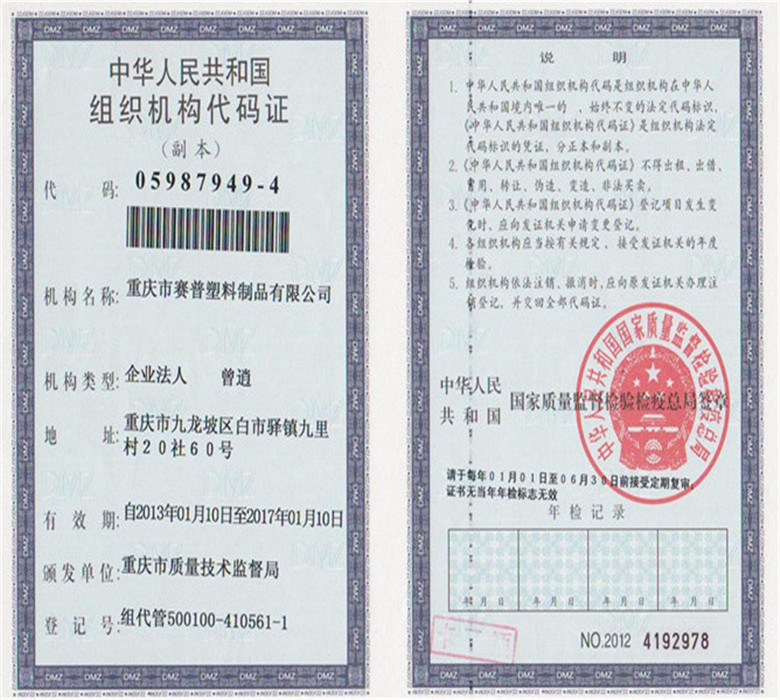 中华人民共和国
组织机构代码证
(副本)
代 码: 05987949-4
机构名称: 重庆市赛普塑料制品有限公司
机构类型: 企业法人 曾逍
地 址: 重庆市九龙坡区白市驿镇九里
村20社60号
有 效 期: 自2013年01月10日至2017年01月10日
颁发单位: 重庆市质量技术监督局
登 记 号: 组代管500100-410561-1
说 明
1. 中华人民共和国组织机构代码是组织机构在中华人
民共和国境内唯一的、始终不变的法定代码标识,
《中华人民共和国组织机构代码证》是组织机构法定
代码标识的凭证,分正本和副本。
2.《中华人民共和国组织机构代码证》不得出租、出借、
冒用、转让、伪造、变造、非法买卖。
3.《中华人民共和国组织机构代码证》登记项目发生变
化时、应向发证机关申请变更登记。
4. 各组织机构应当按有关规定、接受发证机关的年度
检验。
5. 组织机构依法注销、撤消时,应向原发证机关办理注
销登记,并交回全部代码证。
中华人民共和国国家质量监督检验检疫总局
中华人民
共和国 国家质量监督检验检疫总局签章
请于每年01月01日至06月30日前接受定期复审,
证书无当年年检标志无效
年检记录
年 月 日 年 月 日 年 月 日 年 月 日
NO.2012 4192978
DMZ